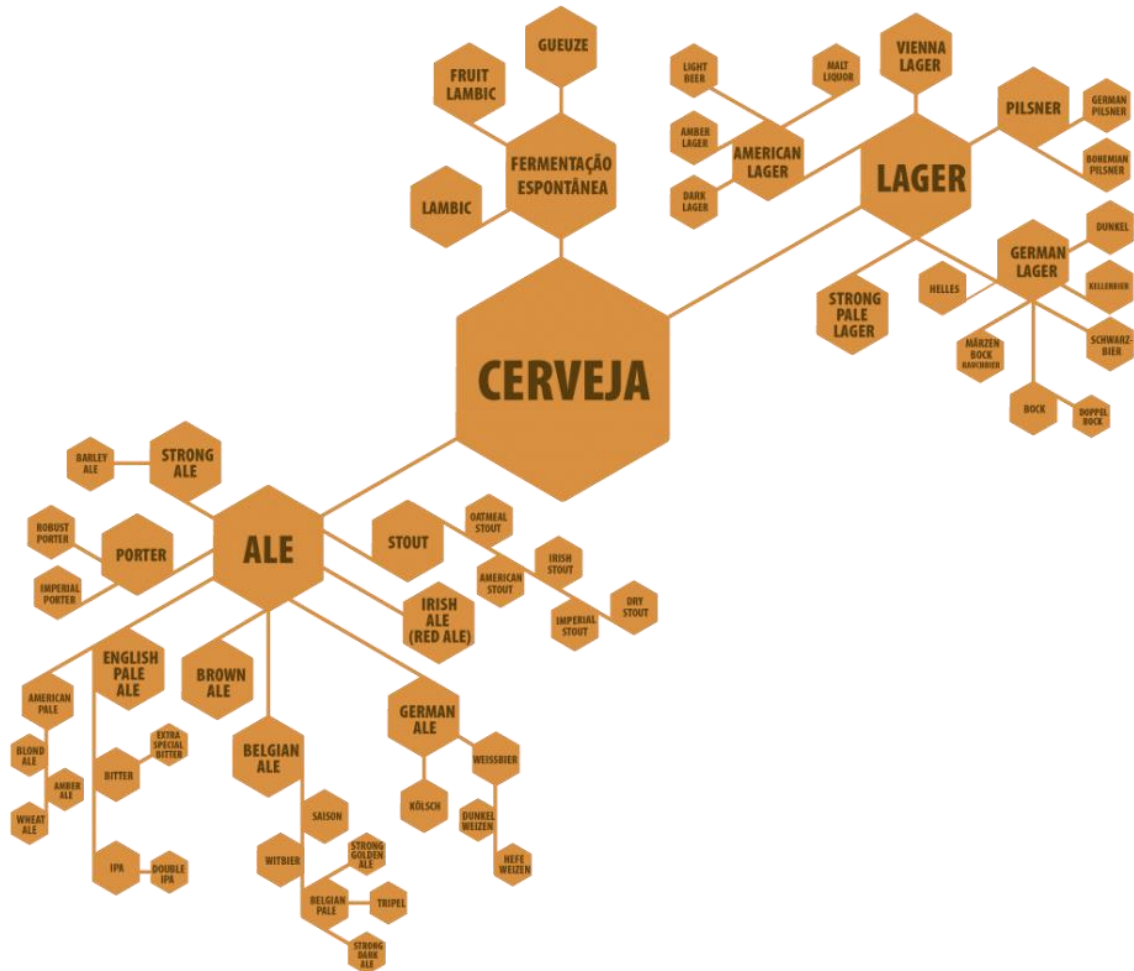 GUEUZE
FRUIT
LAMBIC
FERMENTAÇÃO
ESPONTÂNEA
LAMBIC
LIGHT
BEER
MALT
LIQUOR
VIENNA
LAGER
PILSNER
GERMAN
PILSNER
BOHEMIAN
PILSNER
AMBER
LAGER
AMERICAN
LAGER
DARK
LAGER
LAGER
DUNKEL
GERMAN
LAGER
HELLES
KELLERBIER
STRONG
PALE
LAGER
MÄRZEN
BOCK
RAUCHBIER
SCHWARZ-
BIER
BOCK
DOPPEL
BOCK
CERVEJA
BARLEY
ALE
STRONG
ALE
ROBUST
PORTER
PORTER
IMPERIAL
PORTER
ALE
STOUT
OATMEAL
STOUT
AMERICAN
STOUT
IRISH
STOUT
IMPERIAL
STOUT
DRY
STOUT
IRISH
ALE
(RED ALE)
ENGLISH
PALE
ALE
BROWN
ALE
AMERICAN
PALE
BLOND
ALE
AMBER
ALE
WHEAT
ALE
EXTRA
SPECIAL
BITTER
BITTER
IPA
DOUBLE
IPA
BELGIAN
ALE
SAISON
WITBIER
STRONG
GOLDEN
ALE
BELGIAN
PALE
TRIPEL
STRONG
DARK
ALE
GERMAN
ALE
WEISSBIER
KÖLSCH
DUNKEL
WEIZEN
HEFE
WEIZEN